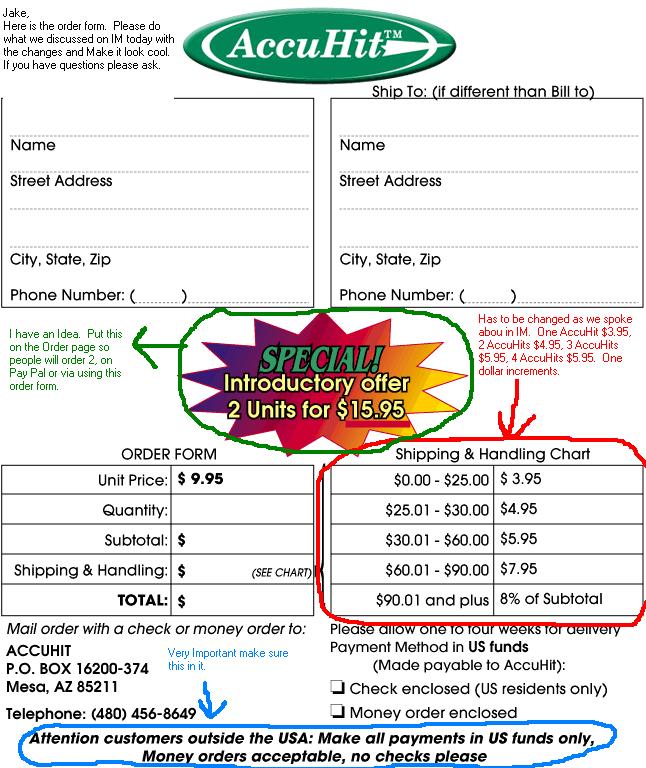 Jake,
Here is the order form. Please do
what we discussed on IM today with
the changes and Make it look cool.
If you have questions please ask.
AccuHit™
Ship To: (if different than Bill to)
Name
Street Address
City, State, Zip
Phone Number: (......)
Name
Street Address
City, State, Zip
Phone Number: (......)
I have an Idea. Put this
on the Order page so
people will order 2, on
Pay Pal or via using this
order form.
SPECIAL!
Introductory offer
2 Units for $15.95
Has to be changed as we spoke
abou in IM. One AccuHit $3.95,
2 AccuHits $4.95, 3 AccuHits
$5.95, 4 AccuHits $5.95. One
dollar increments.
ORDER FORM
Unit Price: $ 9.95
Quantity:
Subtotal: $
Shipping & Handling: $ (SEE CHART)
TOTAL: $
Shipping & Handling Chart
$0.00 - $25.00 $ 3.95
$25.01 - $30.00 $4.95
$30.01 - $60.00 $5.95
$60.01 - $90.00 $7.95
$90.01 and plus 8% of Subtotal
Mail order with a check or money order to:
ACCUHIT
P.O. BOX 16200-374
Mesa, AZ 85211
Telephone: (480) 456-8649
Very Important make sure
this in it.
Please allow one to four weeks for delivery
Payment Method in US funds
(Made payable to AccuHit):
❏ Check enclosed (US residents only)
❏ Money order enclosed
Attention customers outside the USA: Make all payments in US funds only,
Money orders acceptable, no checks please